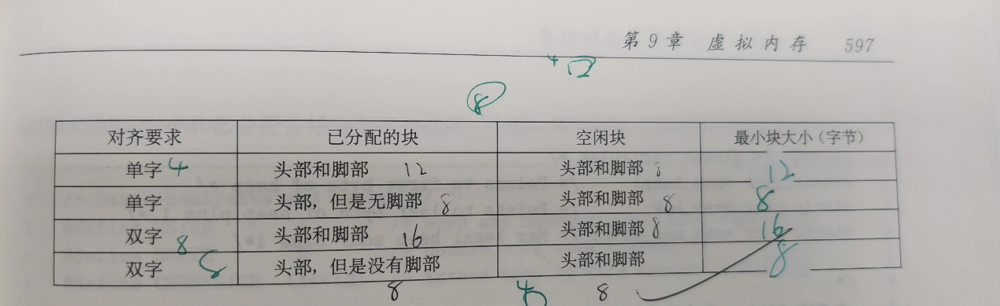 第9章 虚拟内存 597
4 12
8
对齐要求 已分配的块 空闲块 最小块大小（字节）
单字 4 头部和脚部 12 头部和脚部 8 12
单字 头部，但是无脚部 8 头部和脚部 8 8
双字 8 头部和脚部 16 头部和脚部 8 16
双字 头部，但是没有脚部 头部和脚部 8
8 8